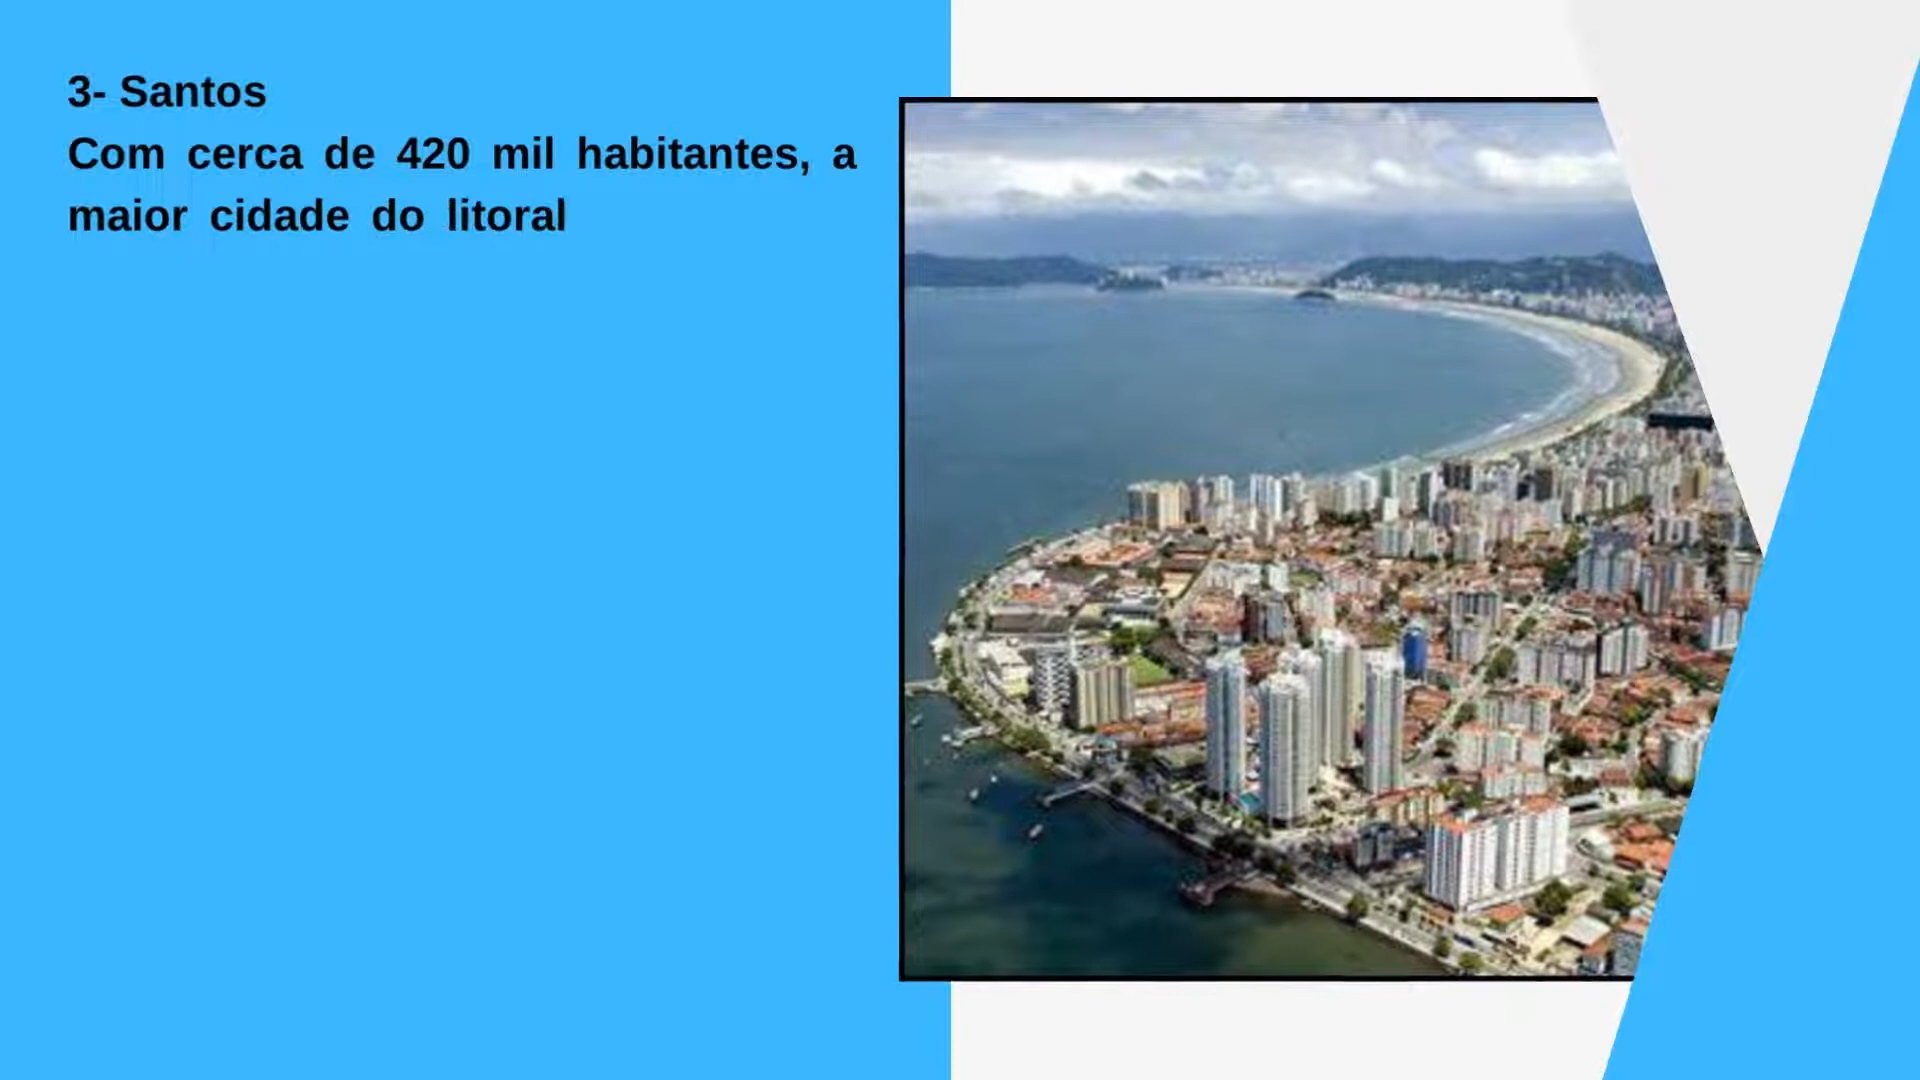 3- Santos
Com cerca de 420 mil habitantes, a
maior cidade do litoral